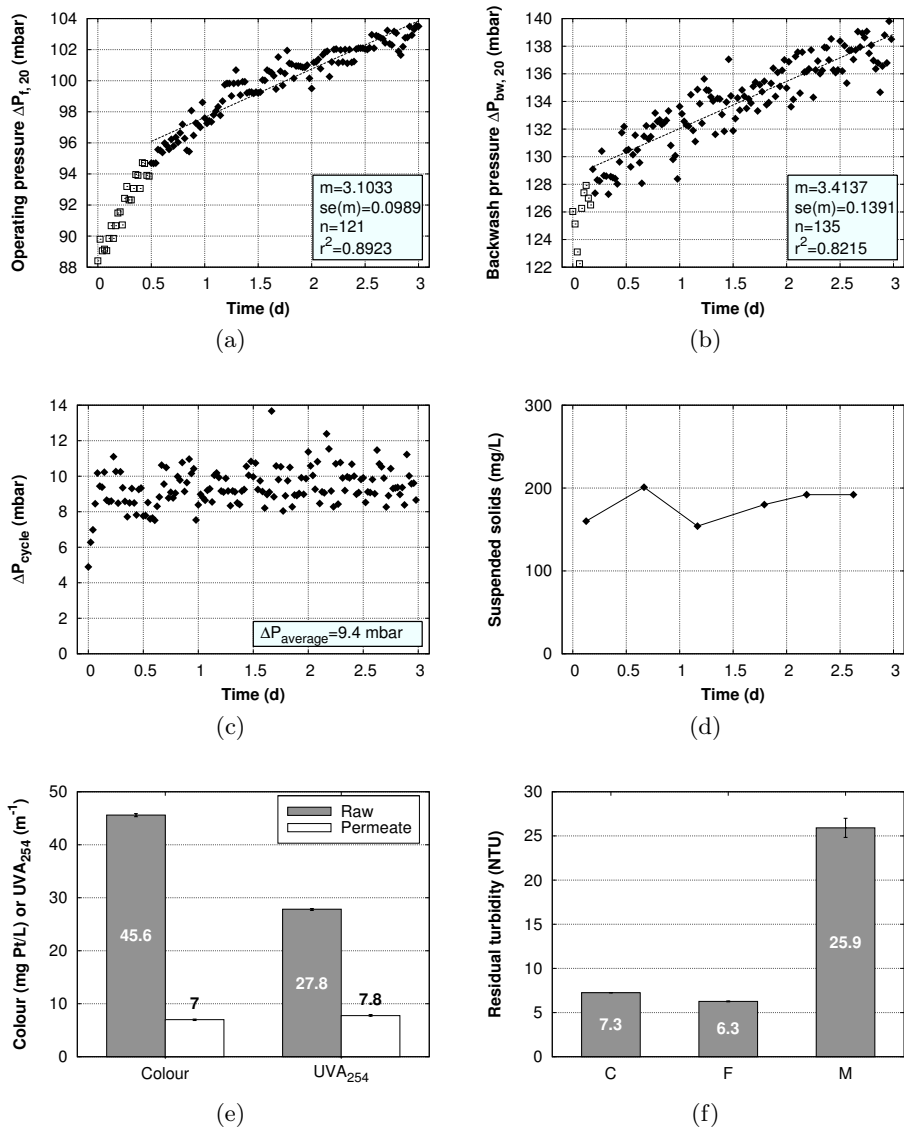 Operating pressure ΔPf, 20 (mbar)
104
102
100
98
96
94
92
90
88
m=3.1033
se(m)=0.0989
n=121
r²=0.8923
0 0.5 1 1.5 2 2.5 3
Time (d)
(a)
Backwash pressure ΔPbw, 20 (mbar)
140
138
136
134
132
130
128
126
124
122
m=3.4137
se(m)=0.1391
n=135
r²=0.8215
0 0.5 1 1.5 2 2.5 3
Time (d)
(b)
ΔPcycle (mbar)
14
12
10
8
6
4
2
0
ΔPaverage=9.4 mbar
0 0.5 1 1.5 2 2.5 3
Time (d)
(c)
Suspended solids (mg/L)
300
200
100
0
0 0.5 1 1.5 2 2.5 3
Time (d)
(d)
Colour (mg Pt/L) or UVA254 (m⁻¹)
50
40
30
20
10
0
Raw
Permeate
45.6
7
27.8
7.8
Colour UVA254
(e)
Residual turbidity (NTU)
30
25
20
15
10
5
0
7.3
6.3
25.9
C F M
(f)